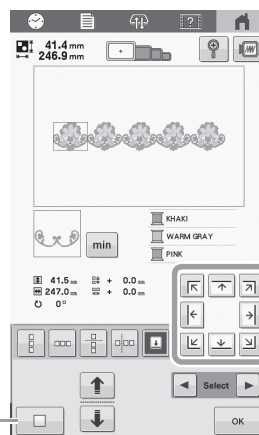 ?
41.4 mm
246.9 mm
KHAKI
min
WARM GRAY
PINK
41.5 mm + 0.0 mm
247.0 mm + 0.0 mm
0°
Select
OK